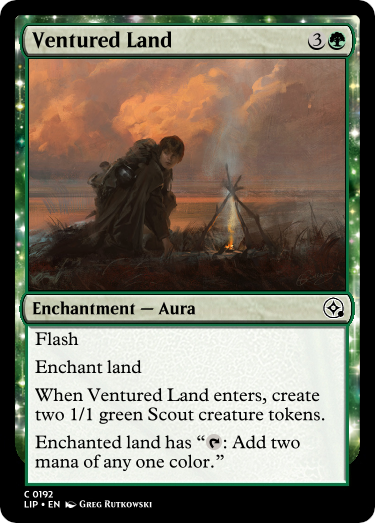 Ventured Land 3
Enchantment — Aura
Flash
Enchant land
When Ventured Land enters, create
two 1/1 green Scout creature tokens.
Enchanted land has “: Add two
mana of any one color.”
C 0192
LIP • EN Greg Rutkowski